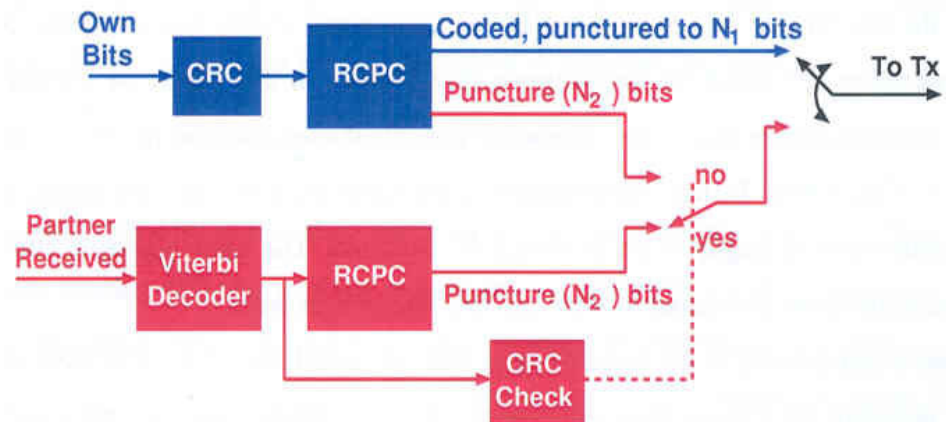 Own
Bits
CRC
RCPC
Coded, punctured to N₁ bits
To Tx
Puncture (N₂ ) bits
no
yes
Partner
Received
Viterbi
Decoder
RCPC
Puncture (N₂ ) bits
CRC
Check